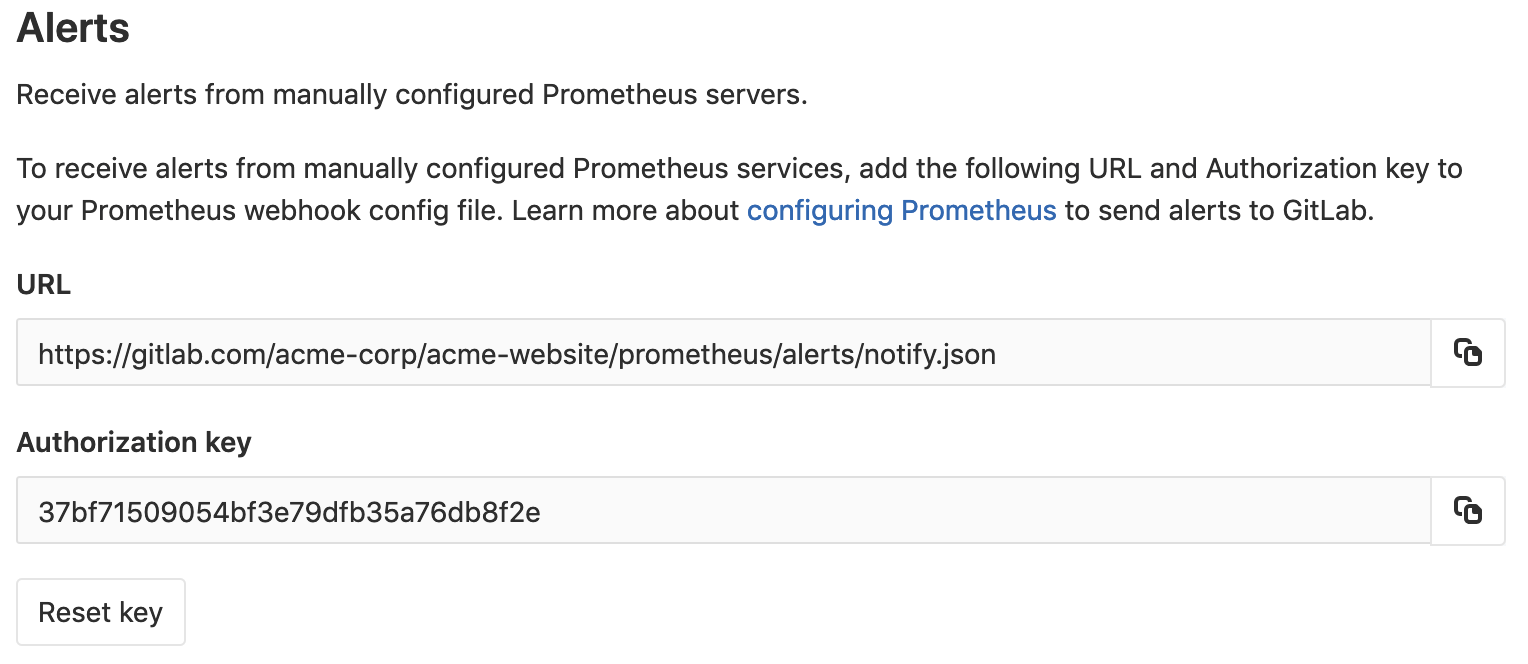 Alerts
Receive alerts from manually configured Prometheus servers.
To receive alerts from manually configured Prometheus services, add the following URL and Authorization key to
your Prometheus webhook config file. Learn more about configuring Prometheus to send alerts to GitLab.
URL
https://gitlab.com/acme-corp/acme-website/prometheus/alerts/notify.json
Authorization key
37bf71509054bf3e79dfb35a76db8f2e
Reset key